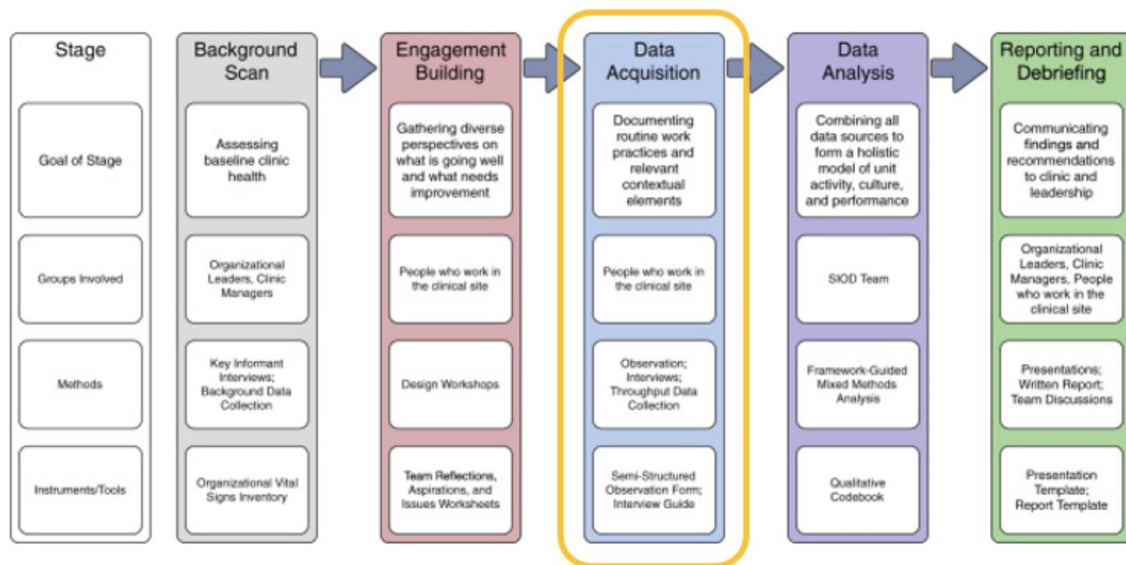 Stage
Goal of Stage
Groups Involved
Methods
Instruments/Tools
Background
Scan
Assessing
baseline clinic
health
Organizational
Leaders, Clinic
Managers
Key Informant
Interviews;
Background Data
Collection
Organizational Vital
Signs Inventory
Engagement
Building
Gathering diverse
perspectives on
what is going well
and what needs
improvement
People who work in
the clinical site
Design Workshops
Team Reflections,
Aspirations, and
Issues Worksheets
Data
Acquisition
Documenting
routine work
practices and
relevant
contextual
elements
People who work in
the clinical site
Observation;
Interviews;
Throughput Data
Collection
Semi-Structured
Observation Form;
Interview Guide
Data
Analysis
Combining all
data sources to
form a holistic
model of unit
activity, culture,
and performance
SIOD Team
Framework-Guided
Mixed Methods
Analysis
Qualitative
Codebook
Reporting and
Debriefing
Communicating
findings and
recommendations
to clinic and
leadership
Organizational
Leaders, Clinic
Managers, People
who work in the
clinical site
Presentations;
Written Report;
Team Discussions
Presentation
Template;
Report Template